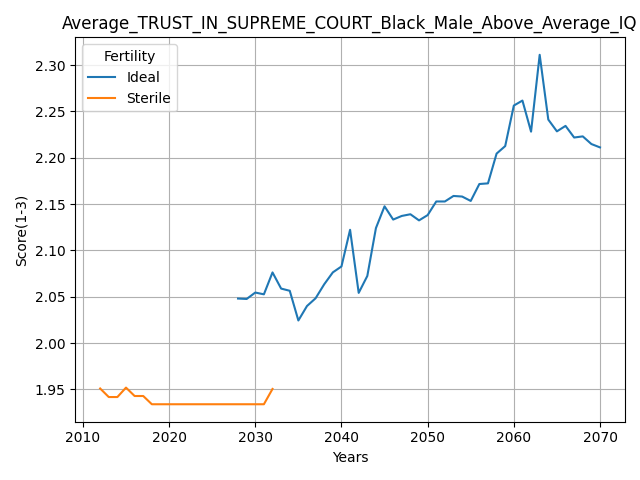 Average_TRUST_IN_SUPREME_COURT_Black_Male_Above_Average_IQ
Fertility
Ideal
Sterile
2.30
2.25
2.20
2.15
2.10
2.05
2.00
1.95
Score(1-3)
2010 2020 2030 2040 2050 2060 2070
Years